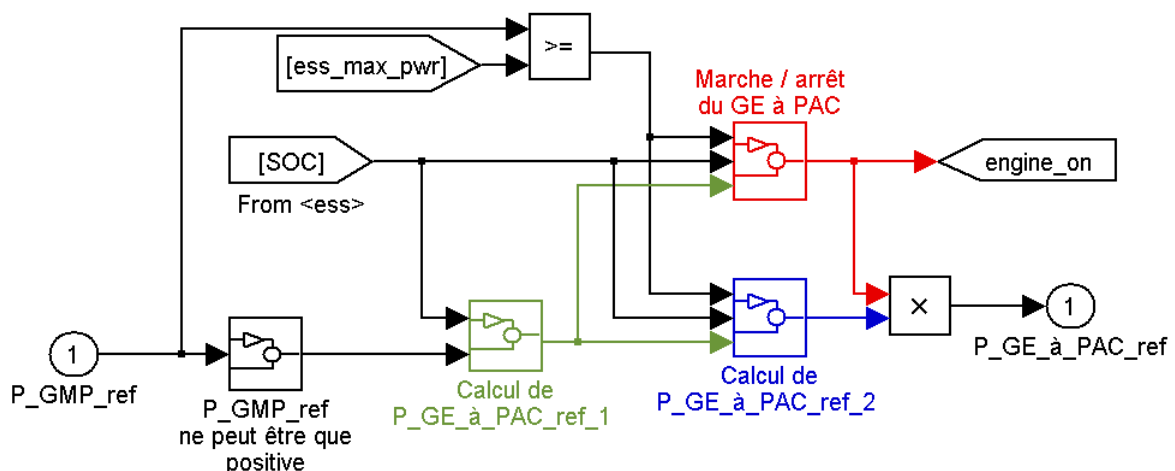 >=
[ess_max_pwr]
Marche / arrêt
du GE à PAC
[SOC]
From <ess>
engine_on
1
P_GMP_ref
P_GMP_ref
ne peut être que
positive
Calcul de
P_GE_à_PAC_ref_1
Calcul de
P_GE_à_PAC_ref_2
×
1
P_GE_à_PAC_ref